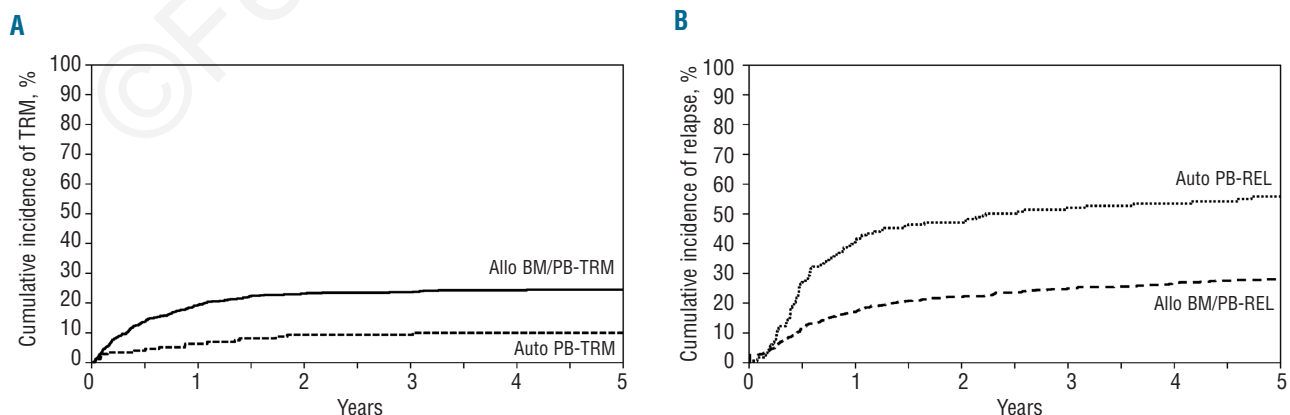 ©F
A
Cumulative incidence of TRM, %
100
90
80
70
60
50
40
30
20
10
0
Allo BM/PB-TRM
Auto PB-TRM
0 1 2 3 4 5
Years
B
Cumulative incidence of relapse, %
100
90
80
70
60
50
40
30
20
10
0
Auto PB-REL
Allo BM/PB-REL
0 1 2 3 4 5
Years